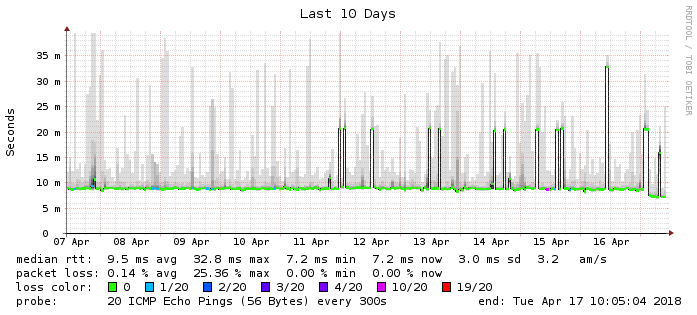 Last 10 Days
RRDTOOL / TOBI OETIKER
Seconds
35 m
30 m
25 m
20 m
15 m
10 m
5 m
0
07 Apr 08 Apr 09 Apr 10 Apr 11 Apr 12 Apr 13 Apr 14 Apr 15 Apr 16 Apr
median rtt: 9.5 ms avg 32.8 ms max 7.2 ms min 7.2 ms now 3.0 ms sd 3.2 am/s
packet loss: 0.14 % avg 25.36 % max 0.00 % min 0.00 % now
loss color: 0 1/20 2/20 3/20 4/20 10/20 19/20
probe: 20 ICMP Echo Pings (56 Bytes) every 300s end: Tue Apr 17 10:05:04 2018